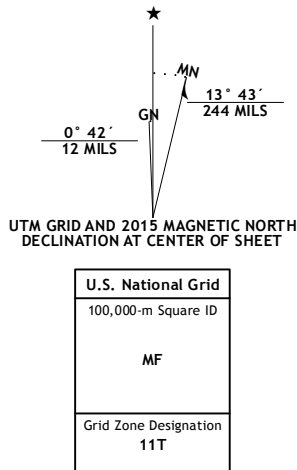 ★
MN
GN
13° 43´
244 MILS
0° 42´
12 MILS
UTM GRID AND 2015 MAGNETIC NORTH
DECLINATION AT CENTER OF SHEET
U.S. National Grid
100,000-m Square ID
MF
Grid Zone Designation
11T